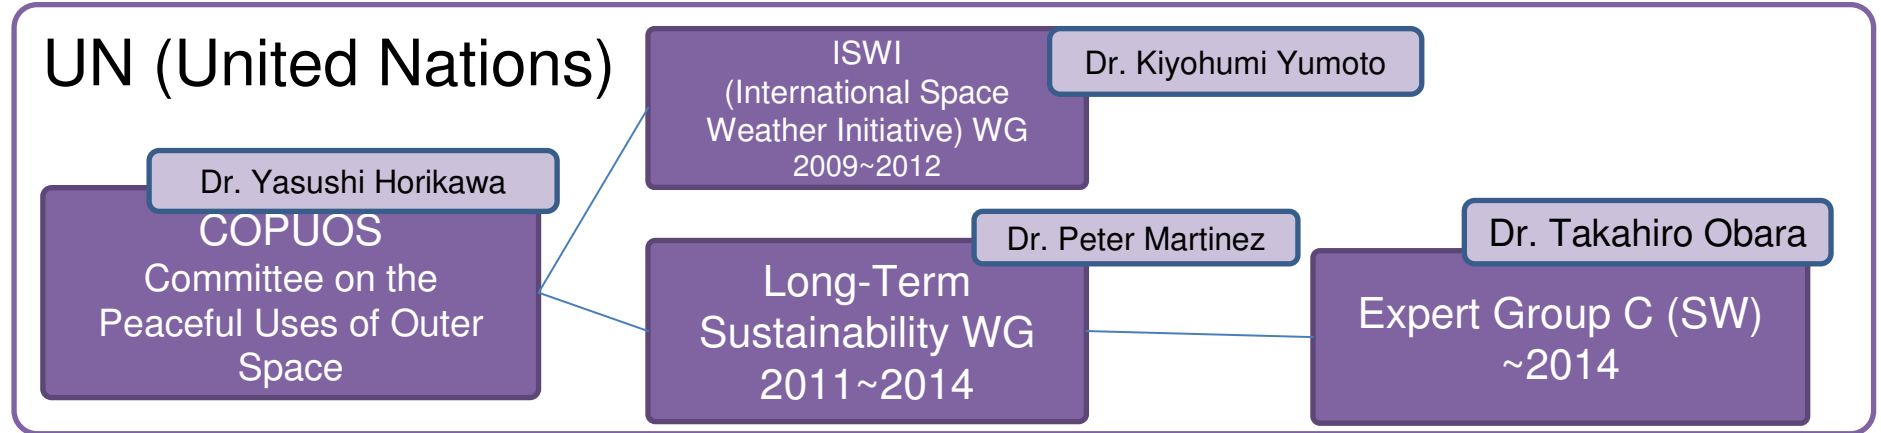 UN (United Nations)
Dr. Yasushi Horikawa
COPUOS
Committee on the
Peaceful Uses of Outer
Space
ISWI
(International Space
Weather Initiative) WG
2009~2012
Dr. Kiyohumi Yumoto
Dr. Peter Martinez
Long-Term
Sustainability WG
2011~2014
Dr. Takahiro Obara
Expert Group C (SW)
~2014